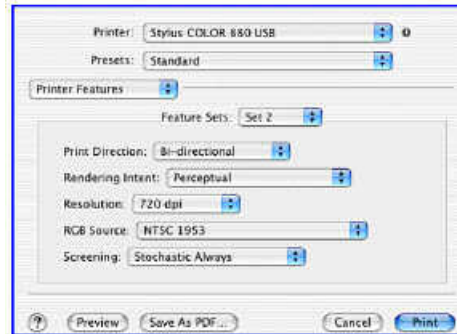 Printer: Stylus COLOR 880 USB
Presets: Standard
Printer Features
Feature Sets: Set 2
Print Direction: Bi-directional
Rendering Intent: Perceptual
Resolution: 720 dpi
RGB Source: NTSC 1953
Screening: Stochastic Always
? Preview Save As PDF... Cancel Print